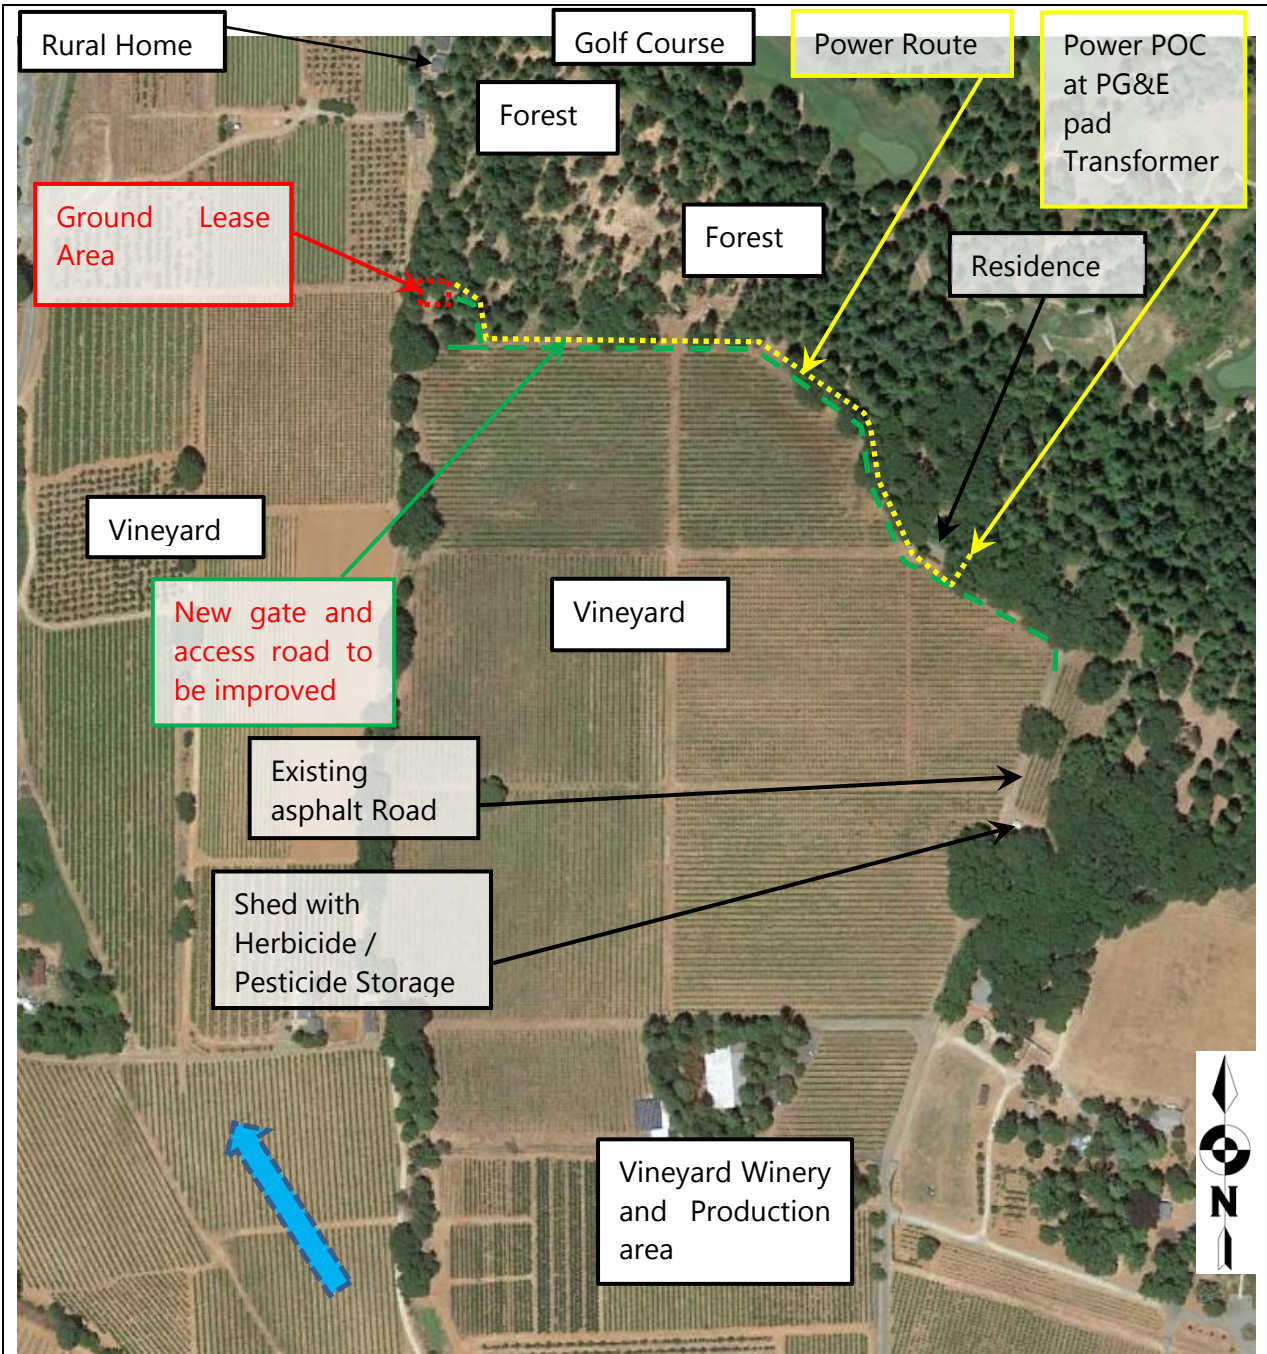 Rural Home
Golf Course
Power Route
Power POC
at PG&E
pad
Transformer
Forest
Ground Lease
Area
Forest
Residence
Vineyard
New gate and
access road to
be improved
Vineyard
Existing
asphalt Road
Shed with
Herbicide /
Pesticide Storage
Vineyard Winery
and Production
area
N